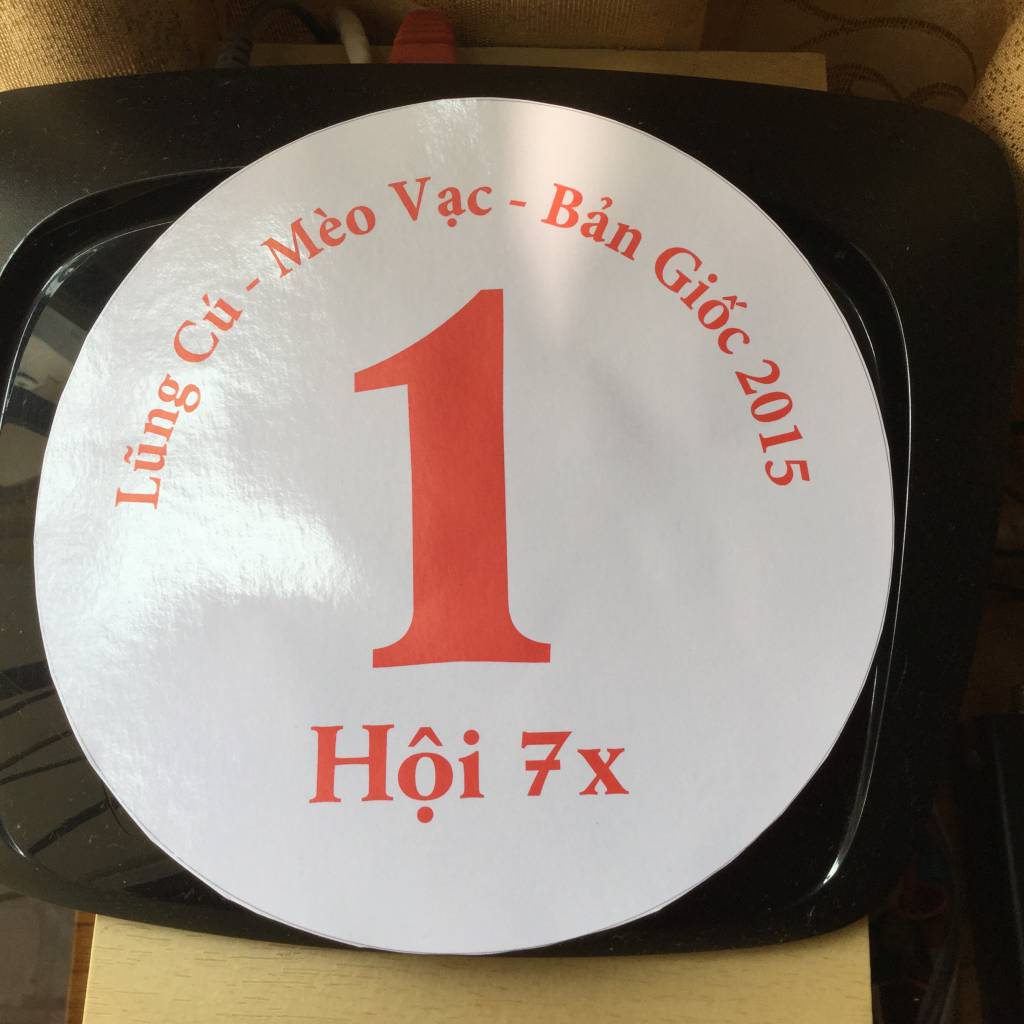 Lũng Cú - Mèo Vạc - Bản Giốc 2015
1
Hội 7x